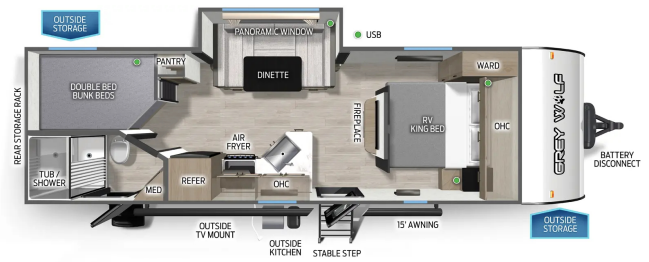 OUTSIDE
STORAGE
PANORAMIC WINDOW
USB
PANTRY
WARD
DOUBLE BED
BUNK BEDS
DINETTE
REAR STORAGE RACK
FIREPLACE
RV
KING BED
OHC
GREY WOLF
AIR
FRYER
BATTERY
DISCONNECT
TUB /
SHOWER
MED
REFER
OHC
OUTSIDE
TV MOUNT
OUTSIDE
KITCHEN
STABLE STEP
15' AWNING
OUTSIDE
STORAGE